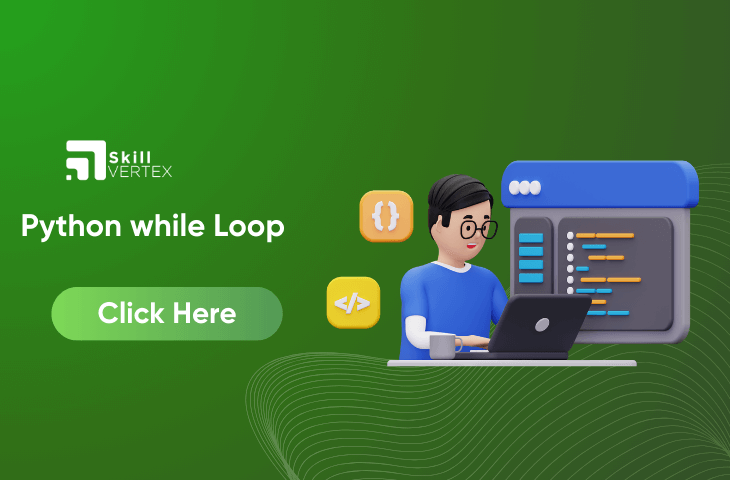 Skill
VERTEX
Python while Loop
Click Here
{}
</>